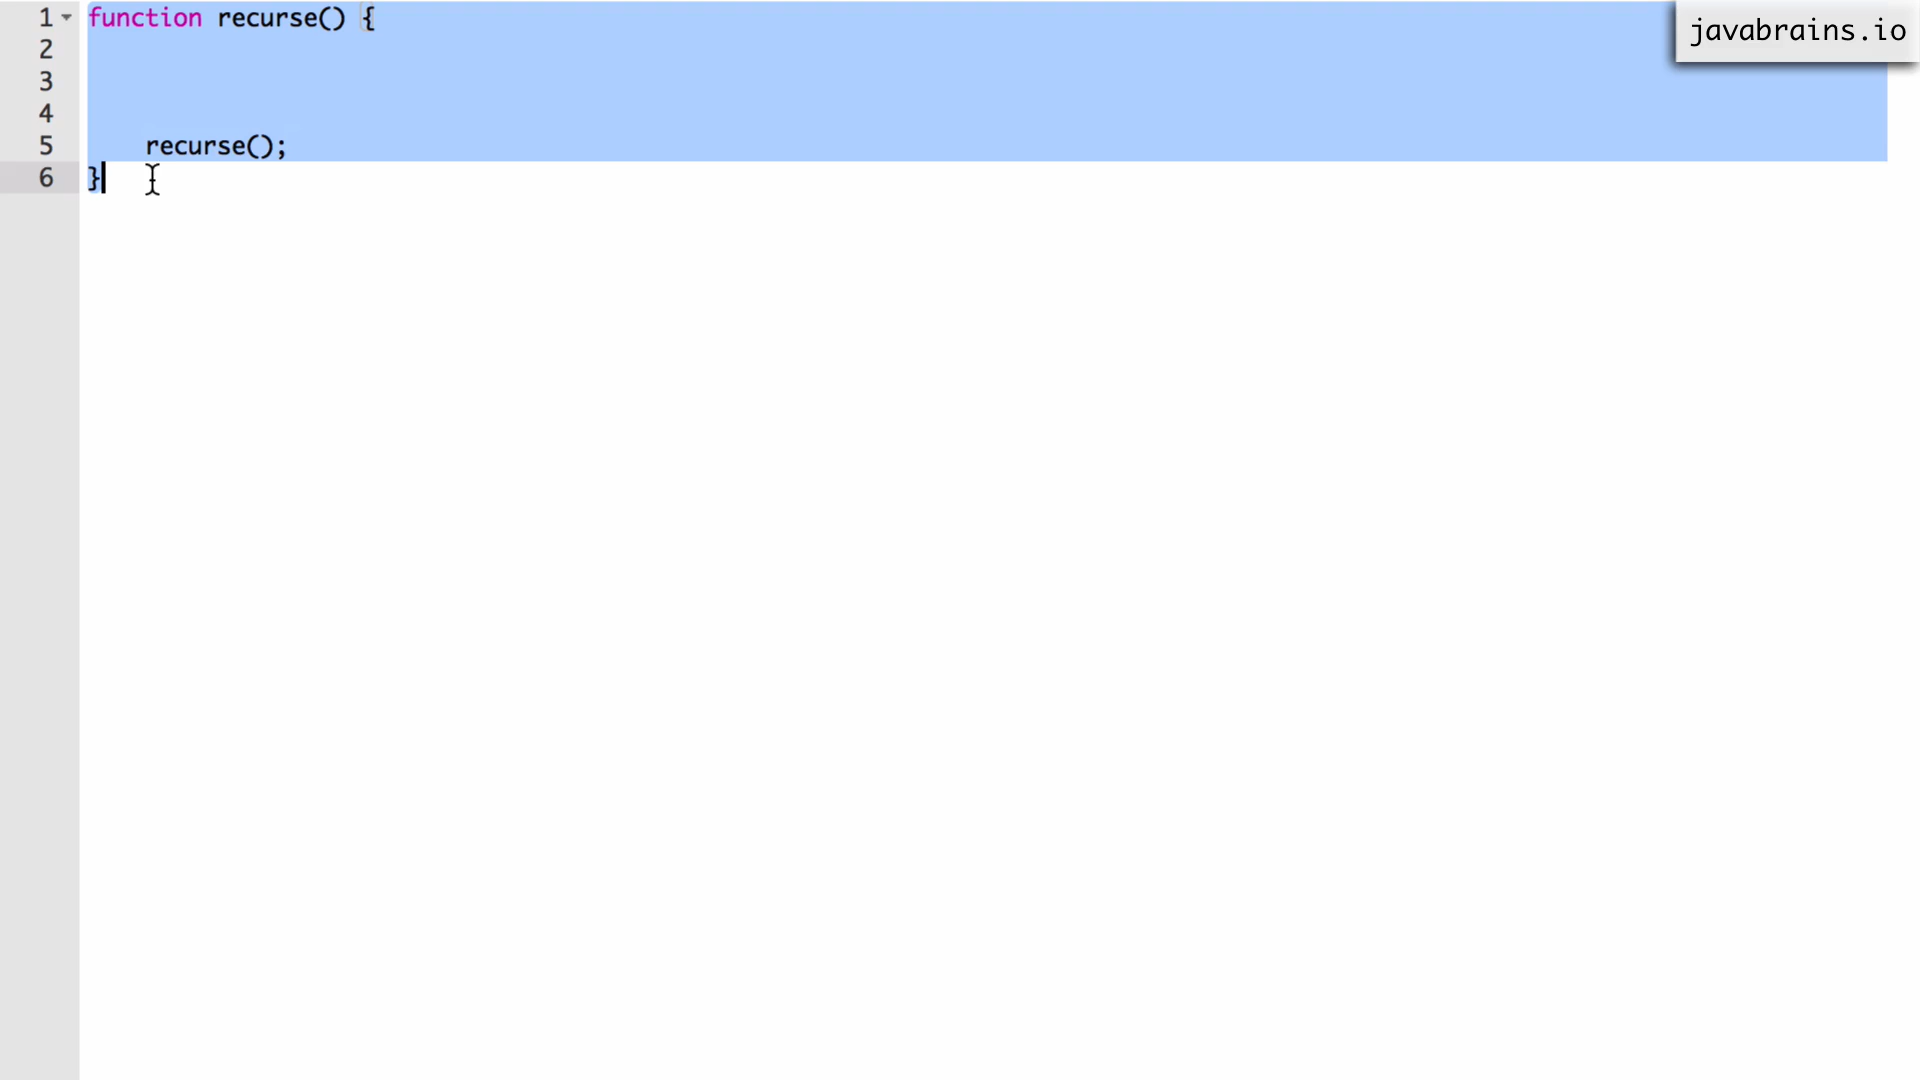 1 function recurse() {
javabrains.io
2
3
4
5 recurse();
6 }